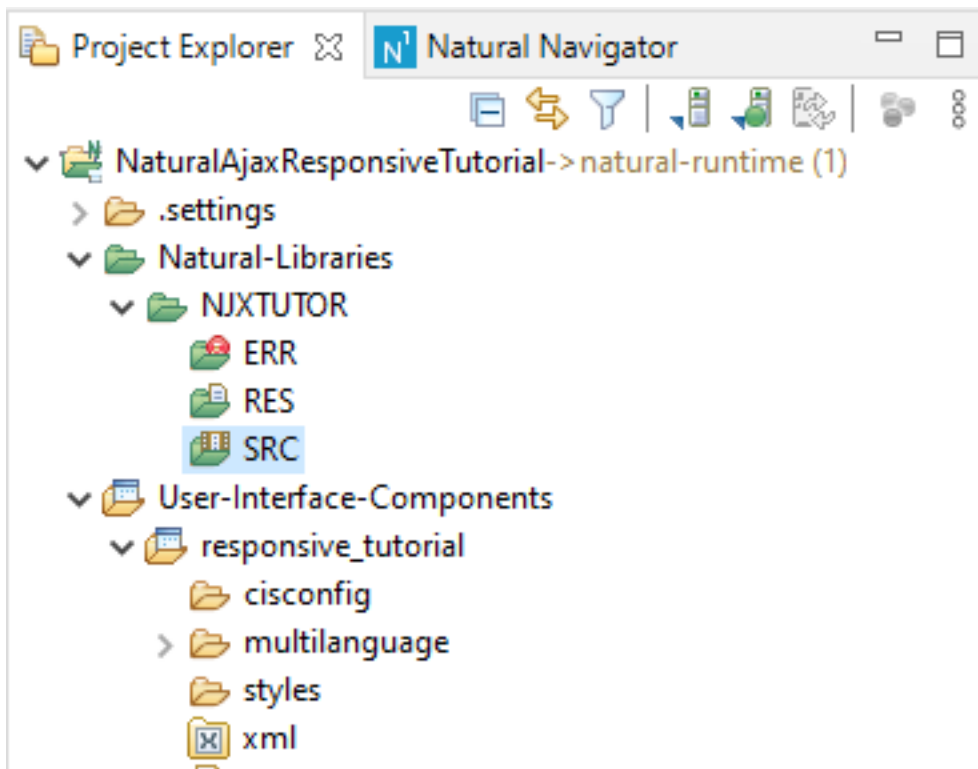 Project Explorer N1 Natural Navigator
NaturalAjaxResponsiveTutorial->natural-runtime (1)
.settings
Natural-Libraries
NJXTUTOR
ERR
RES
SRC
User-Interface-Components
responsive_tutorial
cisconfig
multilanguage
styles
xml